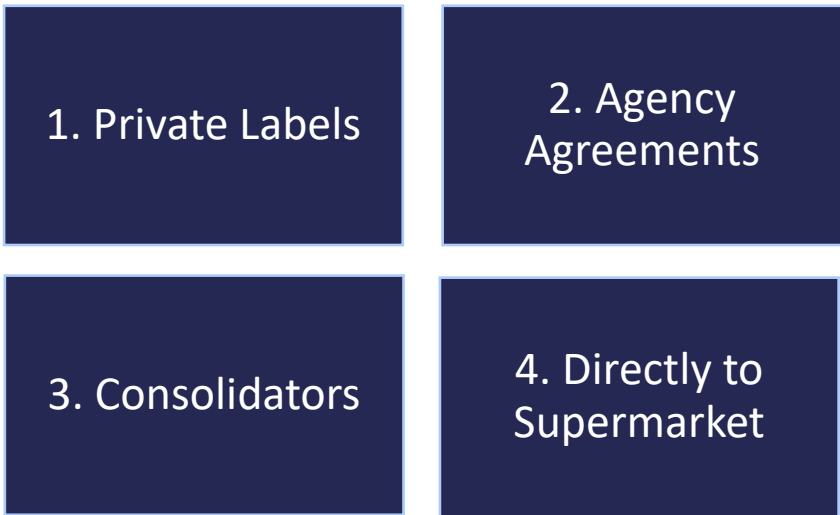 1. Private Labels
2. Agency
Agreements
3. Consolidators
4. Directly to
Supermarket